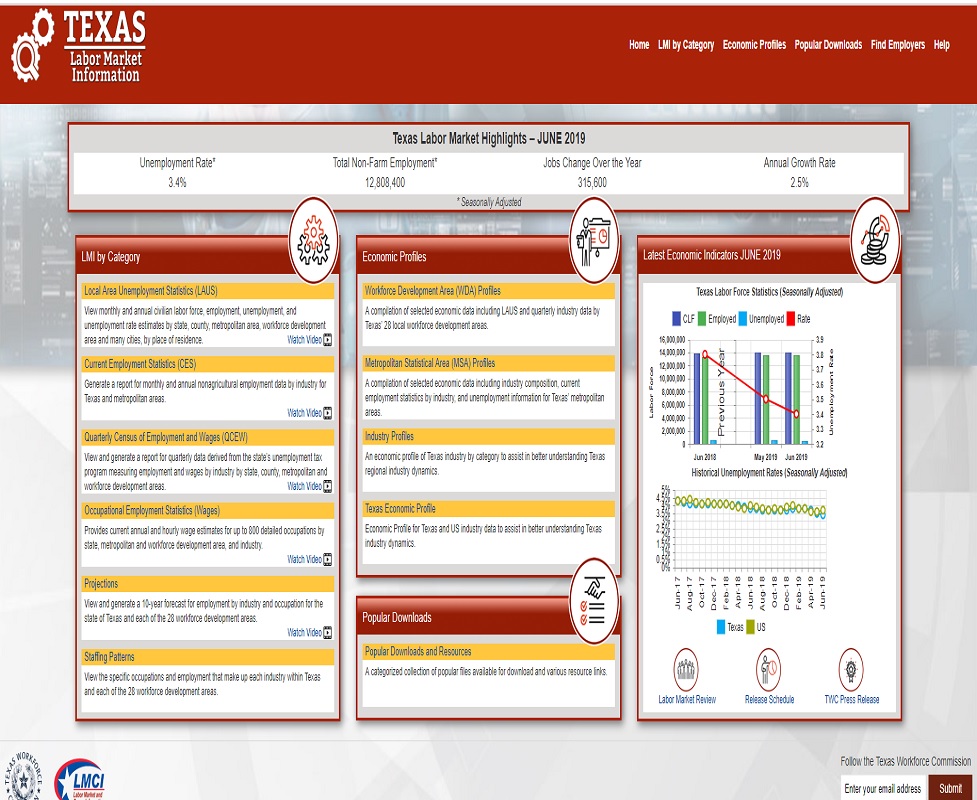 TEXAS
Labor Market
Information
Home LMI by Category Economic Profiles Popular Downloads Find Employers Help
Texas Labor Market Highlights – JUNE 2019
Unemployment Rate* Total Non-Farm Employment* Jobs Change Over the Year Annual Growth Rate
3.4% 12,808,400 315,600 2.5%
* Seasonally Adjusted
LMI by Category
Local Area Unemployment Statistics (LAUS)
View monthly and annual civilian labor force, employment, unemployment, and
unemployment rate estimates by state, county, metropolitan area, workforce development
area and many cities, by place of residence.
Watch Video
Current Employment Statistics (CES)
Generate a report for monthly and annual nonagricultural employment data by industry for
Texas and metropolitan areas.
Watch Video
Quarterly Census of Employment and Wages (QCEW)
View and generate a report for quarterly data derived from the state's unemployment tax
program measuring employment and wages by industry by state, county, metropolitan and
workforce development areas.
Watch Video
Occupational Employment Statistics (Wages)
Provides current annual and hourly wage estimates for up to 800 detailed occupations by
state, metropolitan and workforce development area, and industry.
Watch Video
Projections
View and generate a 10-year forecast for employment by industry and occupation for the
state of Texas and each of the 28 workforce development areas.
Watch Video
Staffing Patterns
View the specific occupations and employment that make up each industry within Texas
and each of the 28 workforce development areas.
Economic Profiles
Workforce Development Area (WDA) Profiles
A compilation of selected economic data including LAUS and quarterly industry data by
Texas' 28 local workforce development areas.
Metropolitan Statistical Area (MSA) Profiles
A compilation of selected economic data including industry composition, current
employment statistics by industry, and unemployment information for Texas' metropolitan
areas.
Industry Profiles
An economic profile of Texas industry by category to assist in better understanding Texas
regional industry dynamics.
Texas Economic Profile
Economic Profile for Texas and US industry data to assist in better understanding Texas
industry dynamics.
Popular Downloads
Popular Downloads and Resources
A categorized collection of popular files available for download and various resource links.
Latest Economic Indicators JUNE 2019
Texas Labor Force Statistics (Seasonally Adjusted)
CLF Employed Unemployed Rate
Labor Force
16,000,000
14,000,000
12,000,000
10,000,000
8,000,000
6,000,000
4,000,000
2,000,000
0
Previous Year
3.9
3.8
3.7
3.6
3.5
3.4
3.3
3.2
Unemployment Rate
Jun 2018 May 2019 Jun 2019
Historical Unemployment Rates (Seasonally Adjusted)
5%
4.5%
4%
3.5%
3%
2.5%
2%
1.5%
1%
0.5%
0%
Jun-17 Aug-17 Oct-17 Dec-17 Feb-18 Apr-18 Jun-18 Aug-18 Oct-18 Dec-18 Feb-19 Apr-19 Jun-19
Texas US
Labor Market Review Release Schedule TWC Press Release
TEXAS WORKFORCE
LMCI
Labor Market and
Follow the Texas Workforce Commission
Enter your email address Submit